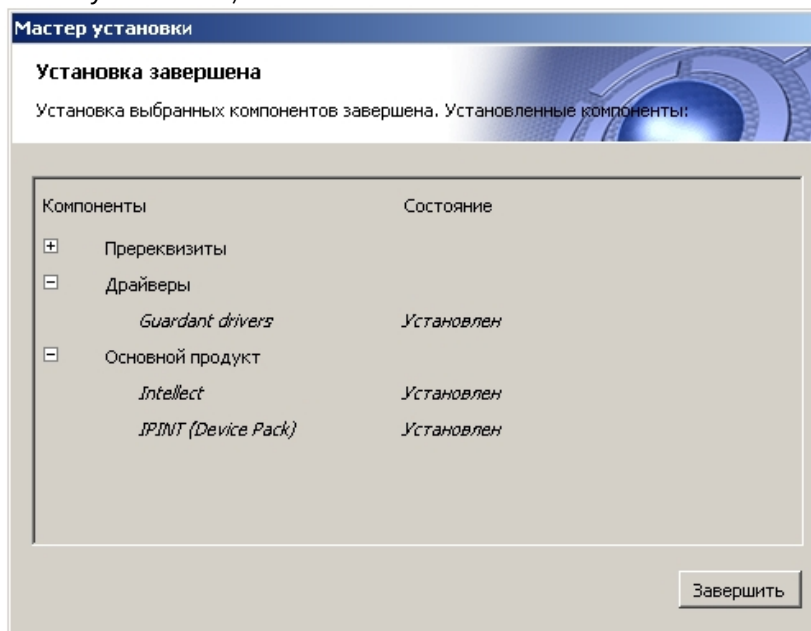 Мастер установки
Установка завершена
Установка выбранных компонентов завершена. Установленные компоненты:
Компоненты Состояние
Пререквизиты
Драйверы
Guardant drivers Установлен
Основной продукт
Intellect Установлен
IPINT (Device Pack) Установлен
Завершить